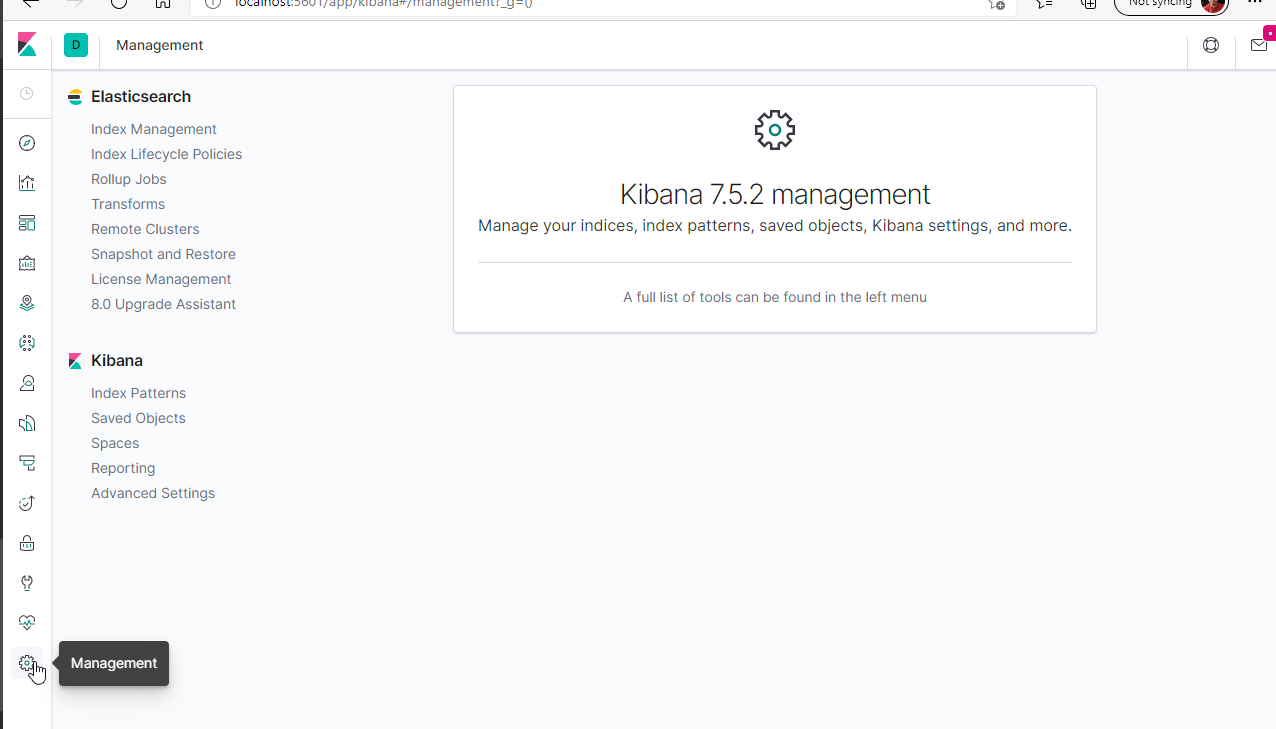 localhost:5601/app/kibana#/management?_g=()
Not syncing
D
Management
Elasticsearch
Index Management
Index Lifecycle Policies
Rollup Jobs
Transforms
Remote Clusters
Snapshot and Restore
License Management
8.0 Upgrade Assistant
Kibana
Index Patterns
Saved Objects
Spaces
Reporting
Advanced Settings
Kibana 7.5.2 management
Manage your indices, index patterns, saved objects, Kibana settings, and more.
A full list of tools can be found in the left menu
Management